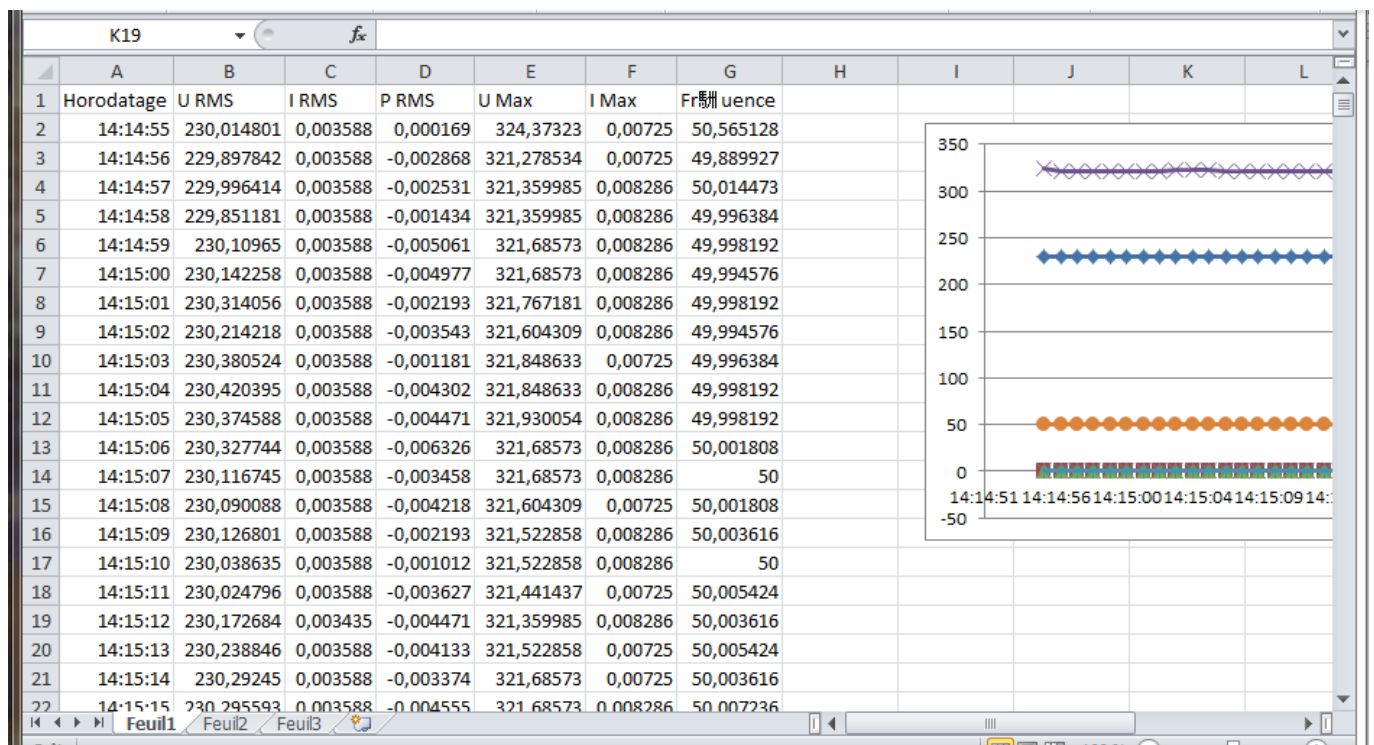 K19 fx
A B C D E F G H I J K L
1 Horodatage U RMS I RMS P RMS U Max I Max Fr駲uence
2 14:14:55 230,014801 0,003588 0,000169 324,37323 0,00725 50,565128
3 14:14:56 229,897842 0,003588 -0,002868 321,278534 0,00725 49,889927
4 14:14:57 229,996414 0,003588 -0,002531 321,359985 0,008286 50,014473
5 14:14:58 229,851181 0,003588 -0,001434 321,359985 0,008286 49,996384
6 14:14:59 230,10965 0,003588 -0,005061 321,68573 0,008286 49,998192
7 14:15:00 230,142258 0,003588 -0,004977 321,68573 0,008286 49,994576
8 14:15:01 230,314056 0,003588 -0,002193 321,767181 0,008286 49,998192
9 14:15:02 230,214218 0,003588 -0,003543 321,604309 0,008286 49,994576
10 14:15:03 230,380524 0,003588 -0,001181 321,848633 0,00725 49,996384
11 14:15:04 230,420395 0,003588 -0,004302 321,848633 0,008286 49,998192
12 14:15:05 230,374588 0,003588 -0,004471 321,930054 0,008286 49,998192
13 14:15:06 230,327744 0,003588 -0,006326 321,68573 0,008286 50,001808
14 14:15:07 230,116745 0,003588 -0,003458 321,68573 0,008286 50
15 14:15:08 230,090088 0,003588 -0,004218 321,604309 0,00725 50,001808
16 14:15:09 230,126801 0,003588 -0,002193 321,522858 0,008286 50,003616
17 14:15:10 230,038635 0,003588 -0,001012 321,522858 0,008286 50
18 14:15:11 230,024796 0,003588 -0,003627 321,441437 0,00725 50,005424
19 14:15:12 230,172684 0,003435 -0,004471 321,359985 0,008286 50,003616
20 14:15:13 230,238846 0,003588 -0,004133 321,522858 0,00725 50,005424
21 14:15:14 230,29245 0,003588 -0,003374 321,68573 0,00725 50,003616
22 14:15:15 230,295593 0,003588 -0,004555 321,68573 0,008286 50,007236
350
300
250
200
150
100
50
0
14:14:51 14:14:56 14:15:00 14:15:04 14:15:09
-50
Feuil1 Feuil2 Feuil3